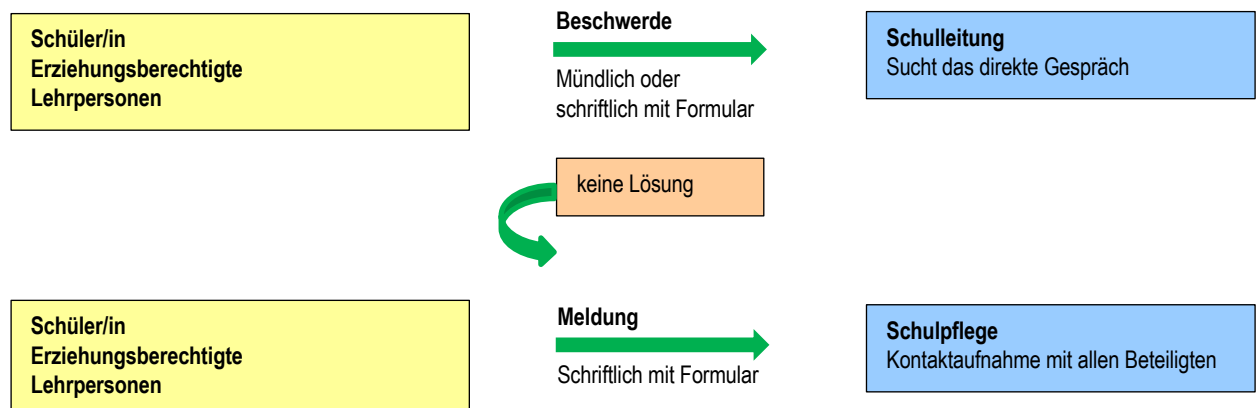 Schüler/in
Erziehungsberechtigte
Lehrpersonen
Beschwerde
Mündlich oder
schriftlich mit Formular
Schulleitung
Sucht das direkte Gespräch
keine Lösung
Schüler/in
Erziehungsberechtigte
Lehrpersonen
Meldung
Schriftlich mit Formular
Schulpflege
Kontaktaufnahme mit allen Beteiligten